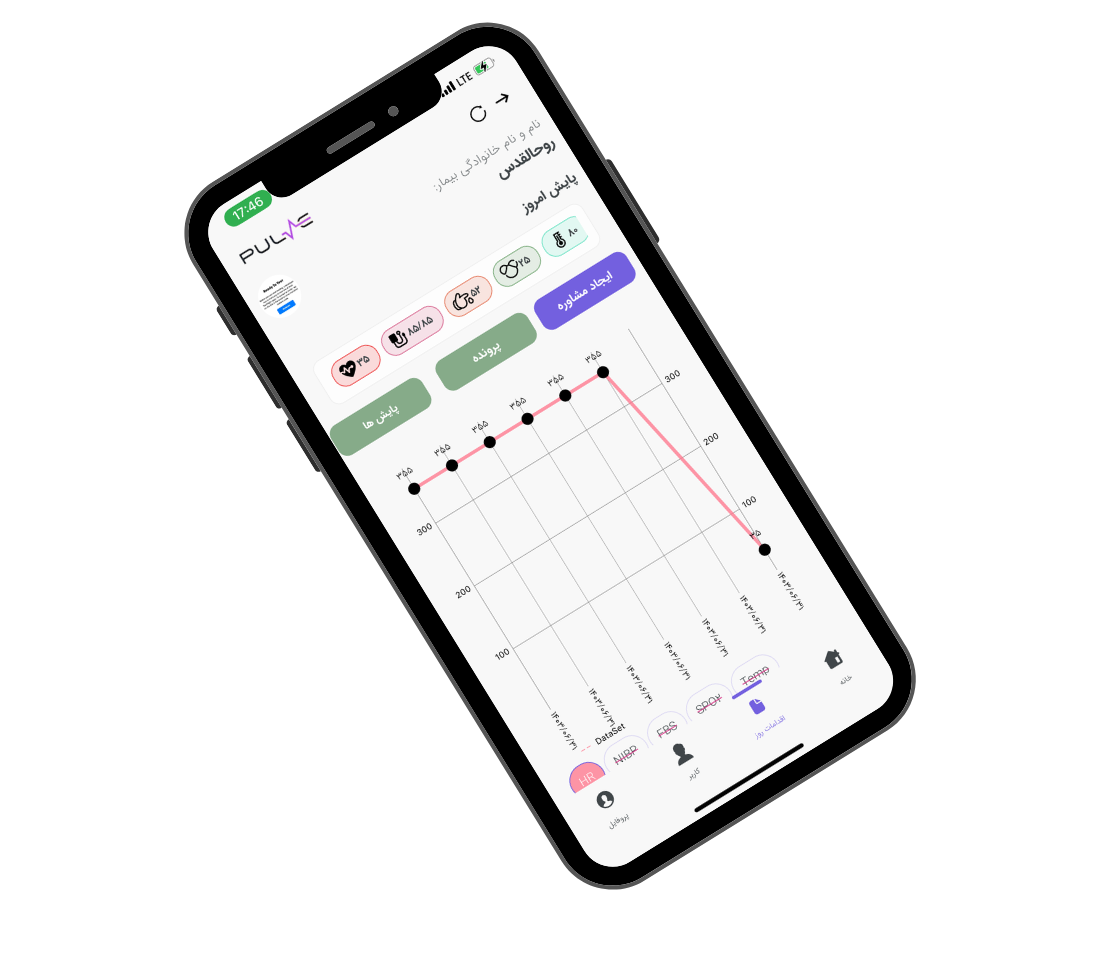 17:46
LTE
PULSE
نام و نام خانوادگی بیمار:
روحالقدس
پایش امروز
۸۰
۲۵
۵۲
۸۵/۸۵
۳۵
ایجاد مشاوره
پرونده
پایش ها
۳۵۵ ۳۵۵ ۳۵۵ ۳۵۵ ۳۵۵ ۳۵۵ ۲۵
300 300
200 200
100 100
۱۴۰۳/۰۶/۳۱ ۱۴۰۳/۰۶/۳۱ ۱۴۰۳/۰۶/۳۱ ۱۴۰۳/۰۶/۳۱ ۱۴۰۳/۰۶/۳۱ ۱۴۰۳/۰۶/۳۱ ۱۴۰۳/۰۶/۳۱
DataSet
HR NIBP FBS SPO۲ Temp
خانه
اقدامات روز
کاربر
پروفایل